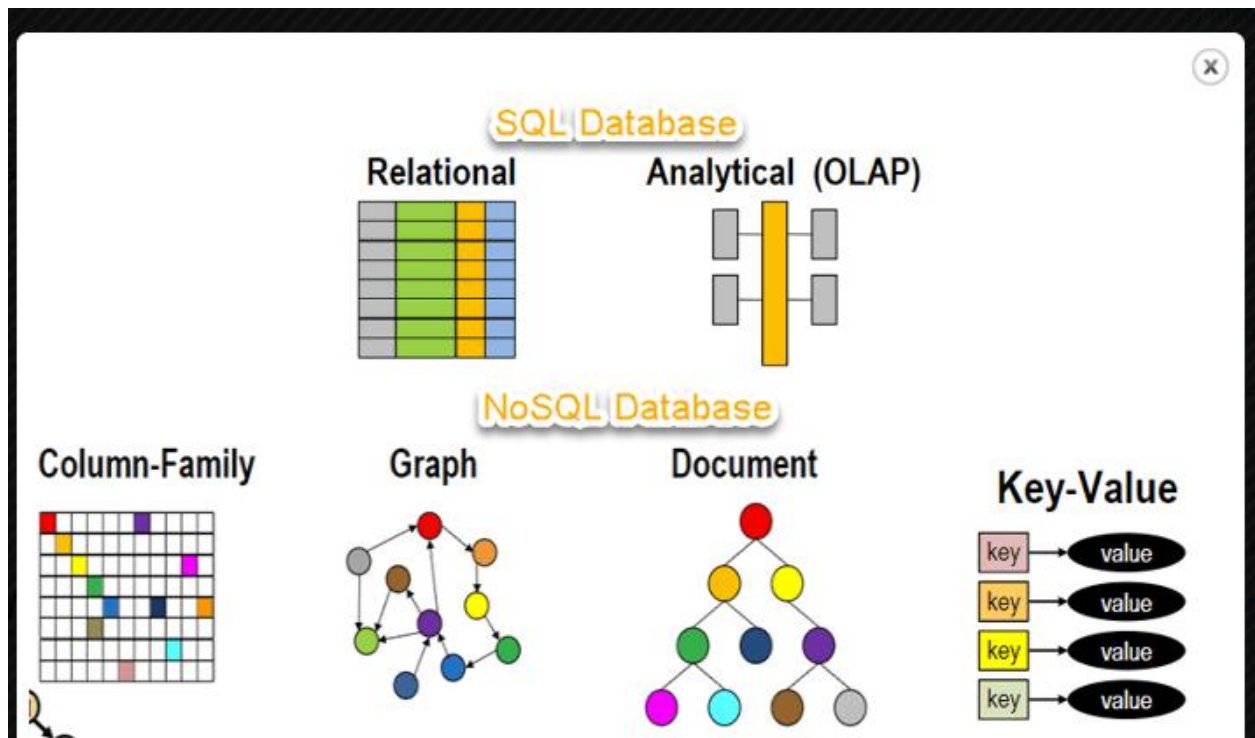 X
SQL Database
Relational
Analytical (OLAP)
NoSQL Database
Column-Family
Graph
Document
Key-Value
key
value
key
value
key
value
key
value